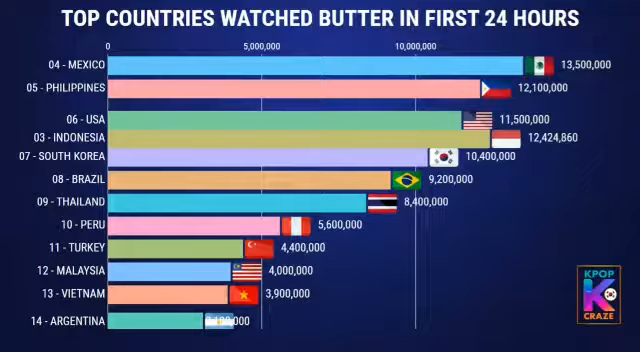 TOP COUNTRIES WATCHED BUTTER IN FIRST 24 HOURS
0 5,000,000 10,000,000
04 - MEXICO 13,500,000
05 - PHILIPPINES 12,100,000
06 - USA 11,500,000
03 - INDONESIA 12,424,860
07 - SOUTH KOREA 10,400,000
08 - BRAZIL 9,200,000
09 - THAILAND 8,400,000
10 - PERU 5,600,000
11 - TURKEY 4,400,000
12 - MALAYSIA 4,000,000
13 - VIETNAM 3,900,000
14 - ARGENTINA
KPOP
K
CRAZE